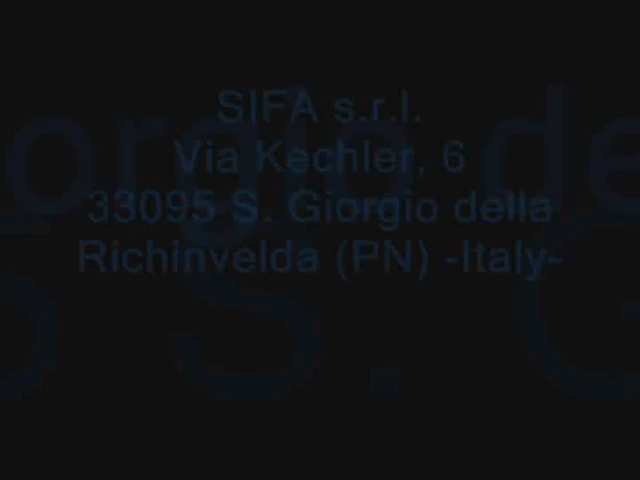 SIFA s.r.l.
Via Kechler, 6
33095 S. Giorgio della
Richinvelda (PN) -Italy-